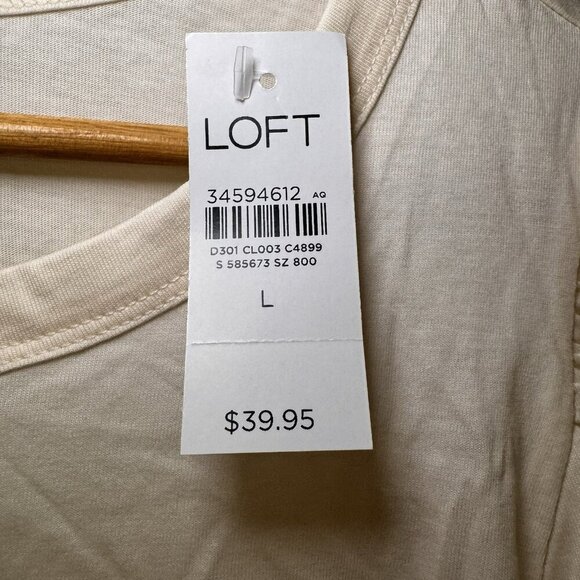 LOFT
34594612 AQ
D301 CL003 C4899
S 585673 SZ 800
L
$39.95